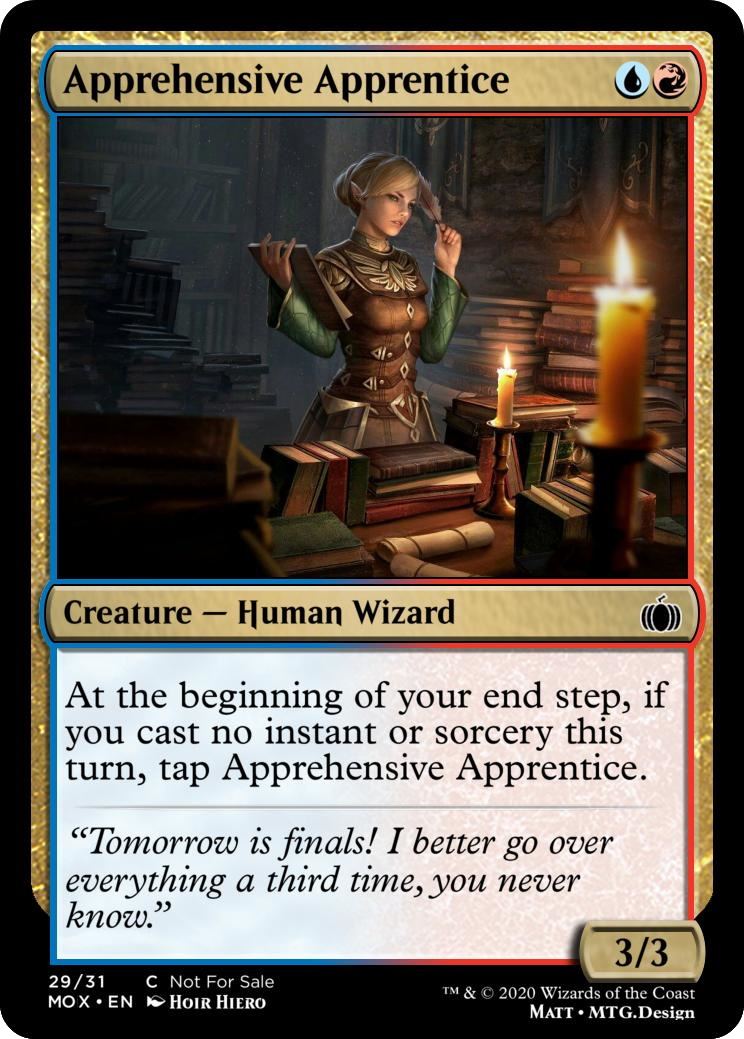 Apprehensive Apprentice
Creature — Human Wizard
At the beginning of your end step, if
you cast no instant or sorcery this
turn, tap Apprehensive Apprentice.
“Tomorrow is finals! I better go over
everything a third time, you never
know.”
3/3
29/31 C Not For Sale
MOX • EN Hoir Hiero
™ & © 2020 Wizards of the Coast
Matt • MTG.Design